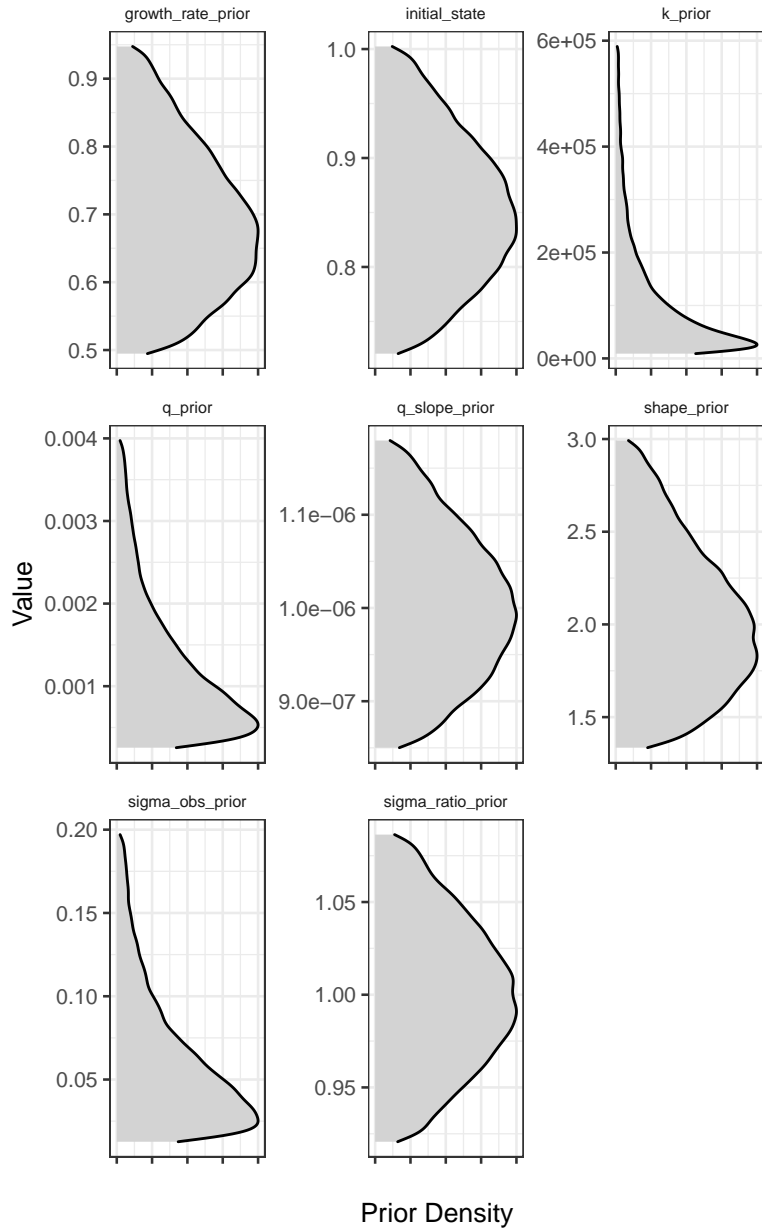 growth_rate_prior
initial_state
k_prior
0.9
0.8
0.7
0.6
0.5
1.0
0.9
0.8
6e+05
4e+05
2e+05
0e+00
q_prior
q_slope_prior
shape_prior
0.004
0.003
0.002
0.001
1.1e−06
1.0e−06
9.0e−07
3.0
2.5
2.0
1.5
Value
sigma_obs_prior
sigma_ratio_prior
0.20
0.15
0.10
0.05
1.05
1.00
0.95
Prior Density